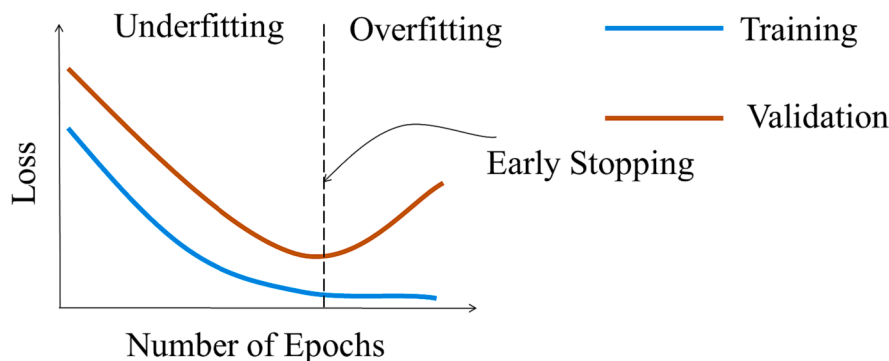 Underfitting
Overfitting
Training
Validation
Early Stopping
Loss
Number of Epochs